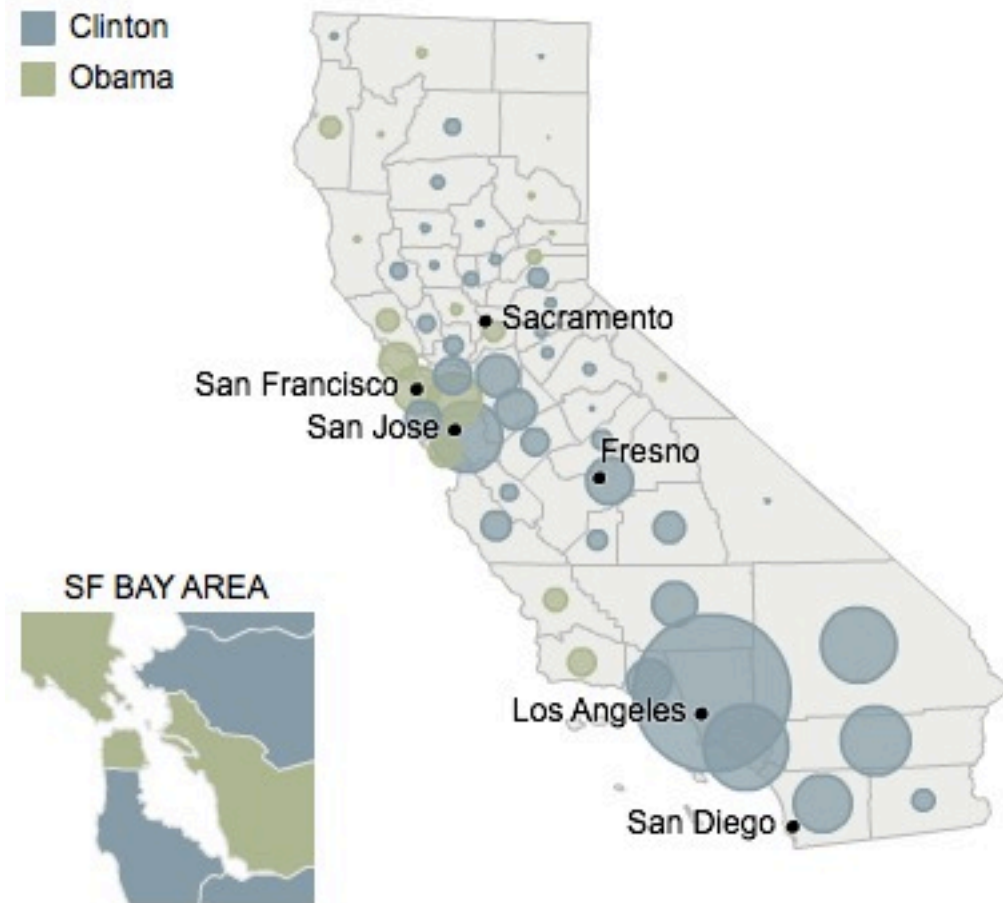 Clinton
Obama
Sacramento
San Francisco
San Jose
Fresno
SF BAY AREA
Los Angeles
San Diego